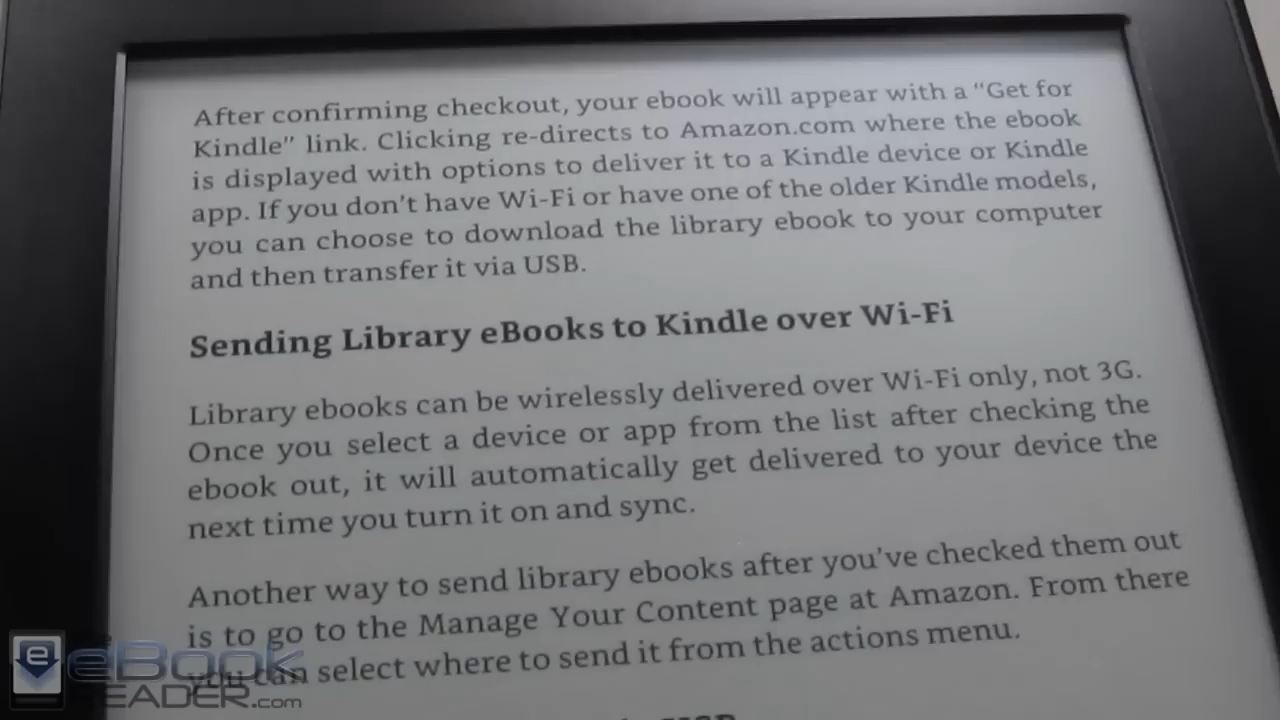 After confirming checkout, your ebook will appear with a "Get for
Kindle" link. Clicking re-directs to Amazon.com where the ebook
is displayed with options to deliver it to a Kindle device or Kindle
app. If you don't have Wi-Fi or have one of the older Kindle models,
you can choose to download the library ebook to your computer
and then transfer it via USB.
Sending Library eBooks to Kindle over Wi-Fi
Library ebooks can be wirelessly delivered over Wi-Fi only, not 3G.
Once you select a device or app from the list after checking the
ebook out, it will automatically get delivered to your device the
next time you turn it on and sync.
Another way to send library ebooks after you've checked them out
is to go to the Manage Your Content page at Amazon. From there
you can select where to send it from the actions menu.
e eBook
READER.com
USB